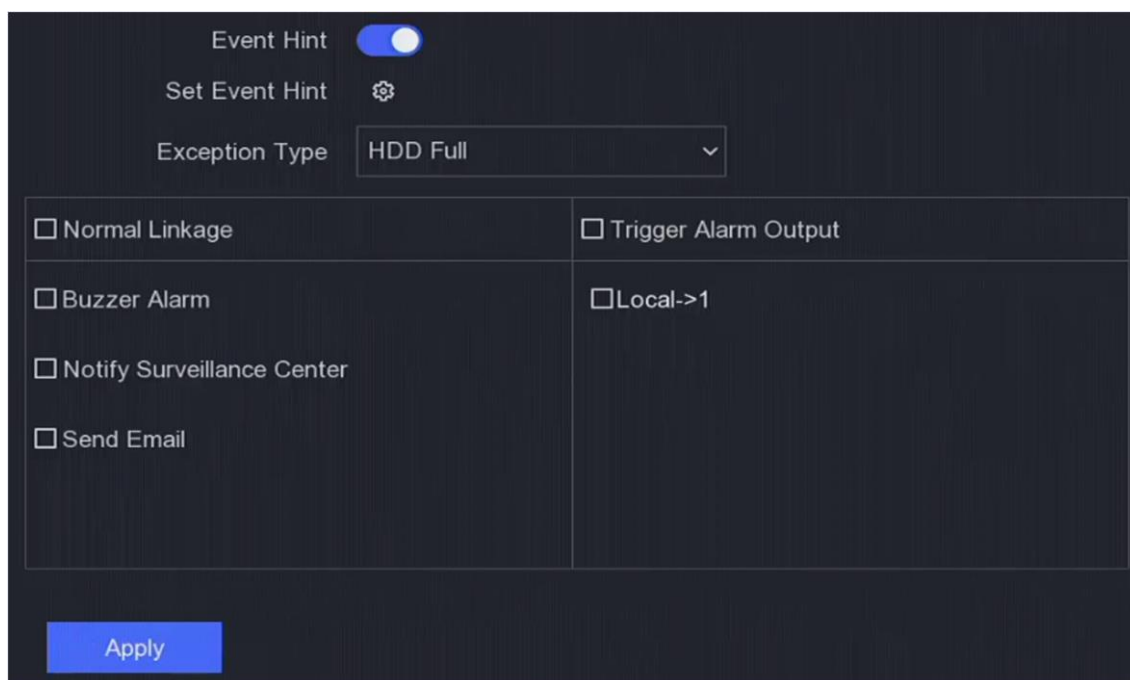 Event Hint
Set Event Hint
Exception Type HDD Full
Normal Linkage Trigger Alarm Output
Buzzer Alarm Local->1
Notify Surveillance Center
Send Email
Apply